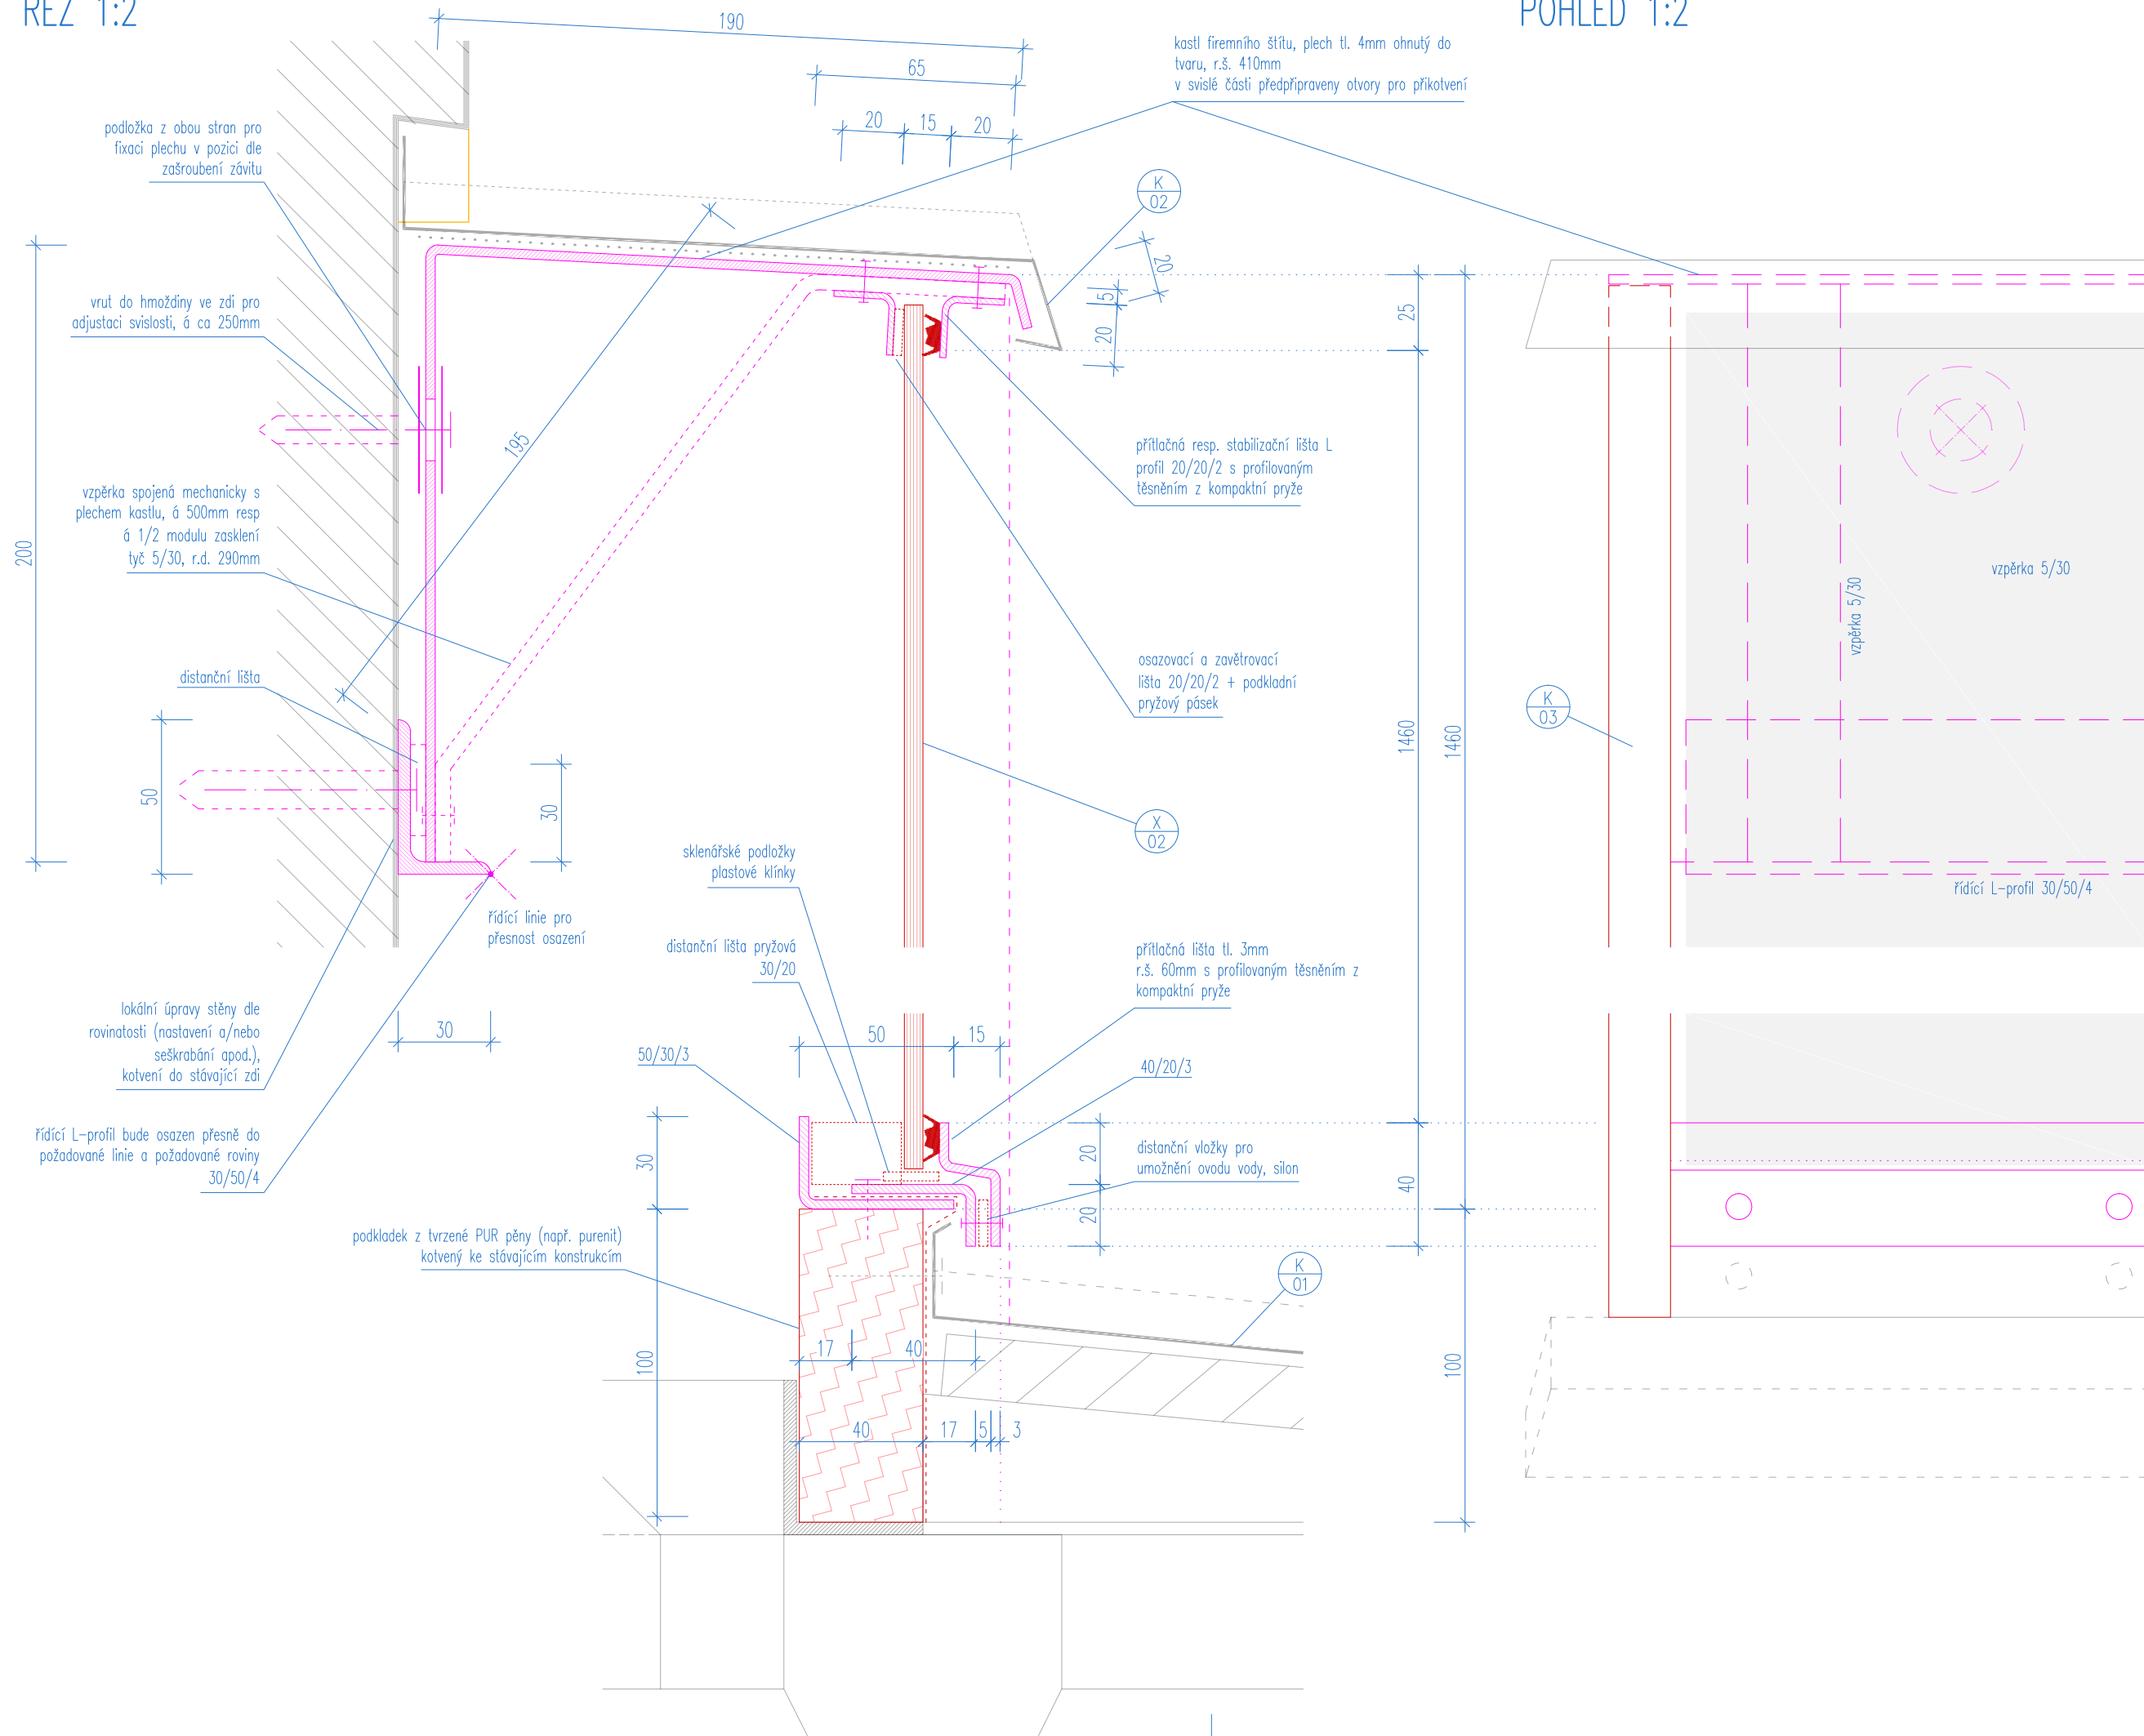 ŘEZ 1:2
POHLED 1:2
190
65
20
15
20
kastl firemního štítu, plech tl. 4mm ohnutý do
tvaru, r.š. 410mm
v svislé části předpřipraveny otvory pro přikotvení
podložka z obou stran pro
fixaci plechu v pozici dle
zašroubení závitu
K
02
20
5
20
25
vrut do hmoždiny ve zdi pro
adjustaci svislosti, á ca 250mm
195
přítlačná resp. stabilizační lišta L
profil 20/20/2 s profilovaným
těsněním z kompaktní pryže
vzpěrka spojená mechanicky s
plechem kastlu, á 500mm resp
á 1/2 modulu zasklení
tyč 5/30, r.d. 290mm
200
vzpěrka 5/30
vzpěrka 5/30
osazovací a zavětrovací
lišta 20/20/2 + podkladní
pryžový pásek
distanční lišta
K
03
1460
1460
50
30
X
02
sklenářské podložky
plastové klínky
řídící L-profil 30/50/4
řídící linie pro
přesnost osazení
distanční lišta pryžová
30/20
přítlačná lišta tl. 3mm
r.š. 60mm s profilovaným těsněním z
kompaktní pryže
lokální úpravy stěny dle
rovinatosti (nastavení a/nebo
seškrabání apod.),
kotvení do stávající zdi
30
50
15
50/30/3
40/20/3
řídící L-profil bude osazen přesně do
požadované linie a požadované roviny
30/50/4
30
20
distanční vložky pro
umožnění ovodu vody, silon
40
20
podkladek z tvrzené PUR pěny (např. purenit)
kotvený ke stávajícím konstrukcím
K
01
100
17
40
100
40
17
5
3